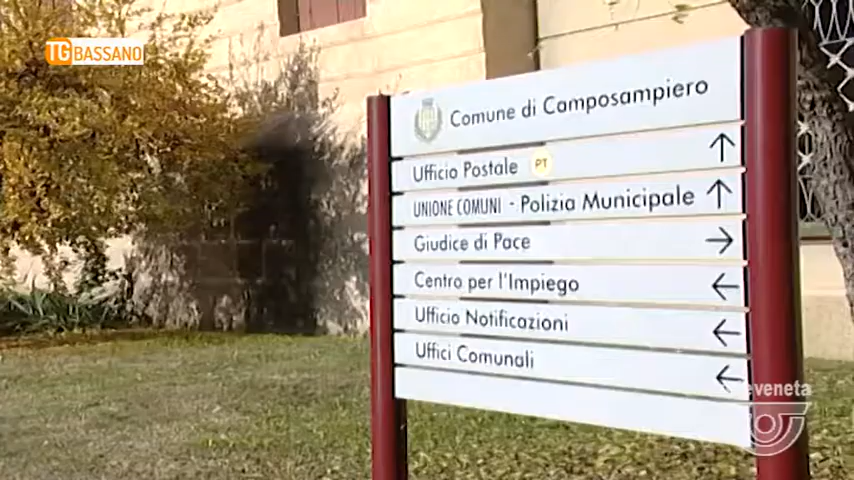 TG BASSANO
Comune di Camposampiero
Ufficio Postale PT
UNIONE COMUNI - Polizia Municipale
Giudice di Pace
Centro per l'Impiego
Ufficio Notificazioni
Uffici Comunali
eveneta